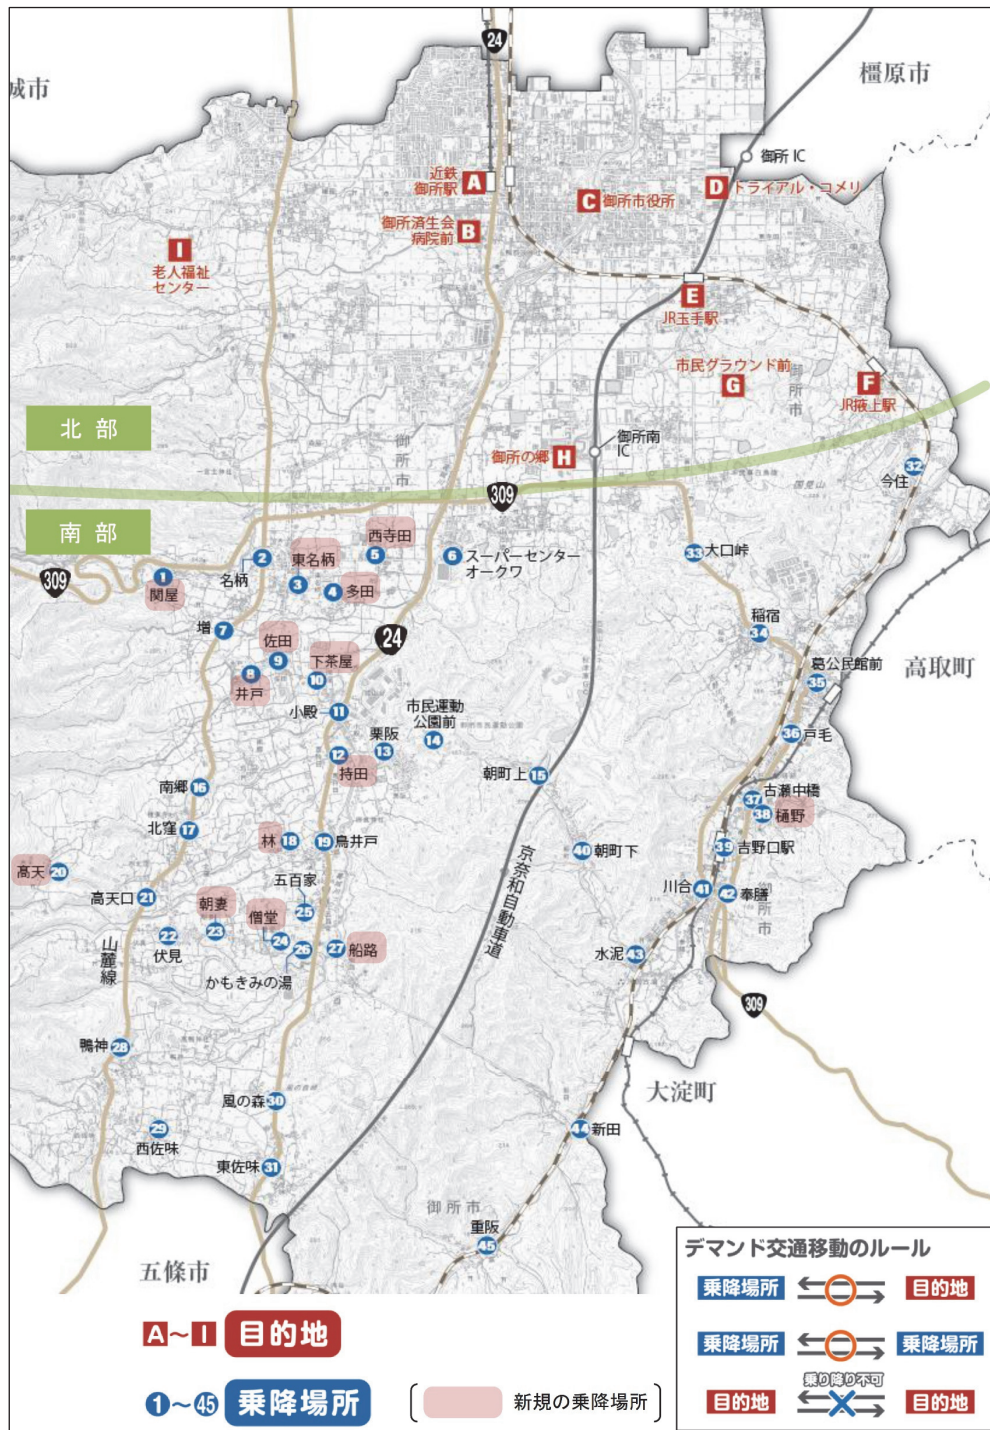 24
城市
橿原市
御所 IC
近鉄
御所駅
A
C
御所市役所
D
トライアル・コメリ
御所済生会
病院前
B
I
老人福祉
センター
E
JR玉手駅
市民グラウンド前
G
御所市
F
JR掖上駅
北部
御所市
御所の郷
H
御所南
IC
32
今住
309
南部
西寺田
5
6
スーパーセンター
オークワ
33
大口峠
309
1
関屋
2
名柄
東名柄
3
4
多田
増
7
佐田
9
24
稲宿
34
下茶屋
10
8
井戸
葛公民館前
35
高取町
小殿
11
市民運動
公園前
14
栗阪
13
12
持田
36
戸毛
朝町上
15
南郷
16
古瀬中橋
37
38
樋野
北窪
17
林
18
19
鳥井戸
40
朝町下
39
吉野口駅
高天
20
京奈和自動車道
高天口
21
五百家
25
川合
41
42
奉膳
御所市
朝妻
23
僧堂
24
22
伏見
26
かもきみの湯
27
船路
山麓線
水泥
43
309
鴨神
28
大淀町
風の森
30
29
西佐味
44
新田
東佐味
31
御所市
重阪
45
五條市
デマンド交通移動のルール
乗降場所
目的地
乗降場所
乗降場所
乗り降り不可
目的地
目的地
A～I 目的地
1～45 乗降場所
新規の乗降場所